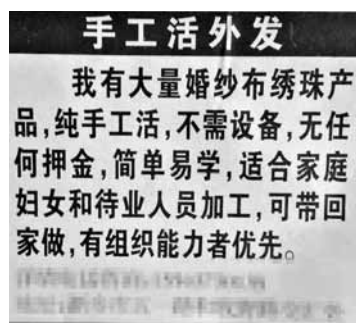 手工活外发
我有大量婚纱布绣珠产
品,纯手工活,不需设备,无任
何押金,简单易学,适合家庭
妇女和待业人员加工,可带回
家做,有组织能力者优先。